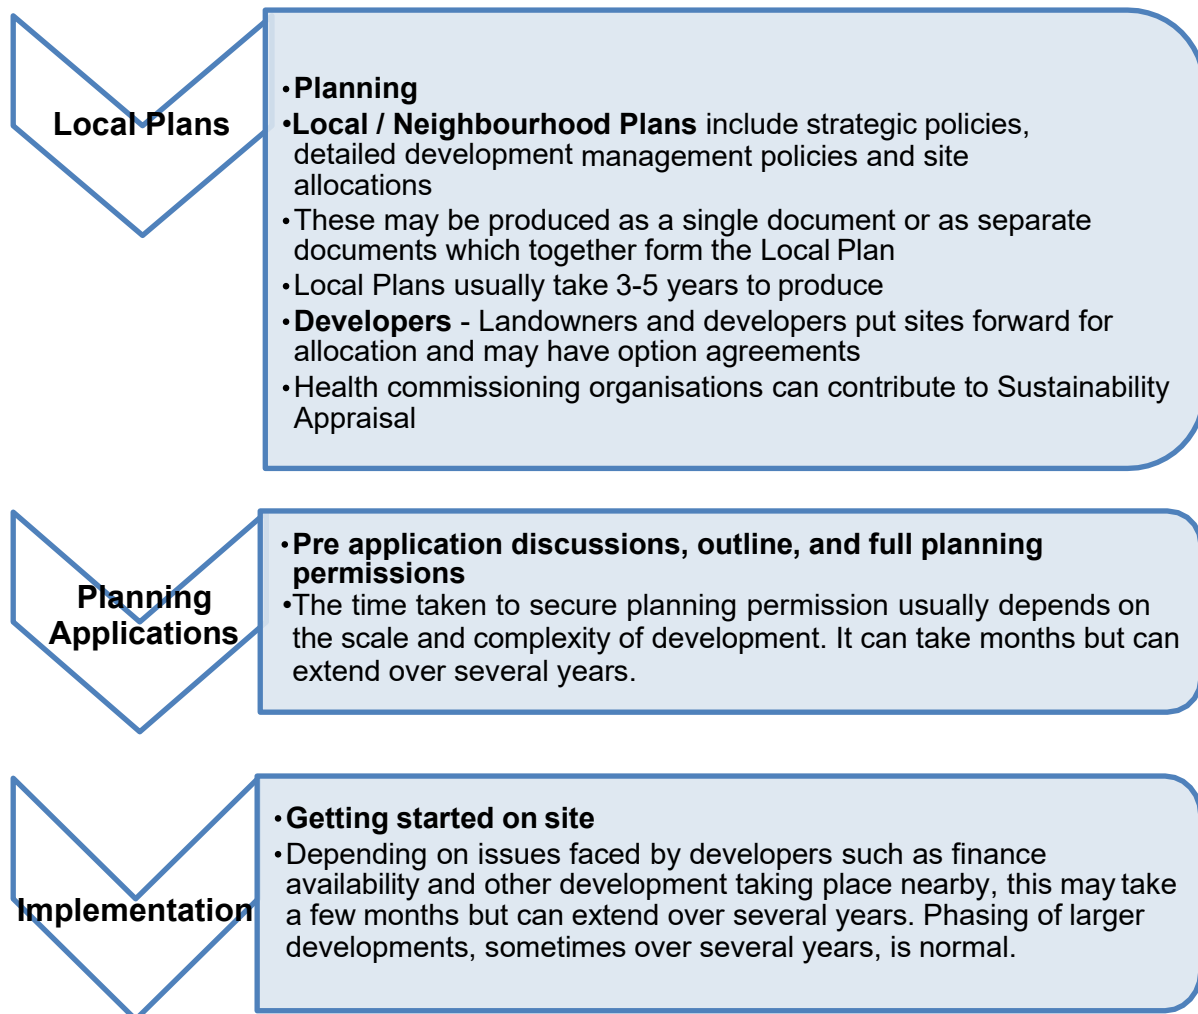 Local Plans
•Planning
•Local / Neighbourhood Plans include strategic policies,
detailed development management policies and site
allocations
•These may be produced as a single document or as separate
documents which together form the Local Plan
•Local Plans usually take 3-5 years to produce
•Developers - Landowners and developers put sites forward for
allocation and may have option agreements
•Health commissioning organisations can contribute to Sustainability
Appraisal
Planning
Applications
•Pre application discussions, outline, and full planning
permissions
•The time taken to secure planning permission usually depends on
the scale and complexity of development. It can take months but can
extend over several years.
Implementation
•Getting started on site
•Depending on issues faced by developers such as finance
availability and other development taking place nearby, this may take
a few months but can extend over several years. Phasing of larger
developments, sometimes over several years, is normal.